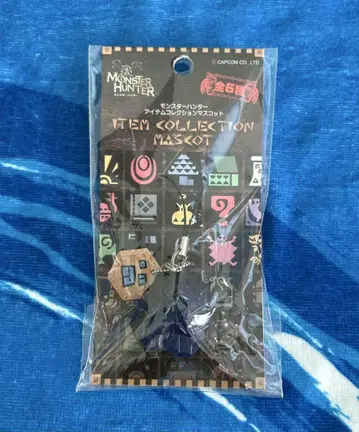 © CAPCOM CO., LTD.
MONSTER HUNTER
全6種
モンスターハンター
アイテムコレクションマスコット
ITEM COLLECTION
MASCOT